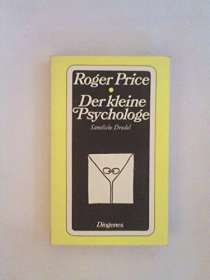 Roger Price
Der kleine
Psychologe
Sämtliche Droodel
Diogenes